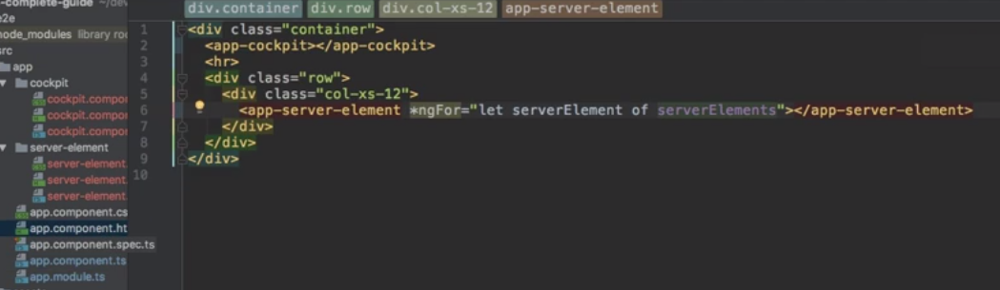 -complete-guide ~/dev
e2e
node_modules library roo
src
app
cockpit
cockpit.compo
cockpit.compo
cockpit.compo
server-element
server-element.
server-element.
server-element.
app.component.cs
app.component.ht
app.component.spec.ts
app.component.ts
app.module.ts
div.container div.row div.col-xs-12 app-server-element
1 <div class="container">
2 <app-cockpit></app-cockpit>
3 <hr>
4 <div class="row">
5 <div class="col-xs-12">
6 <app-server-element *ngFor="let serverElement of serverElements"></app-server-element>
7 </div>
8 </div>
9 </div>
10